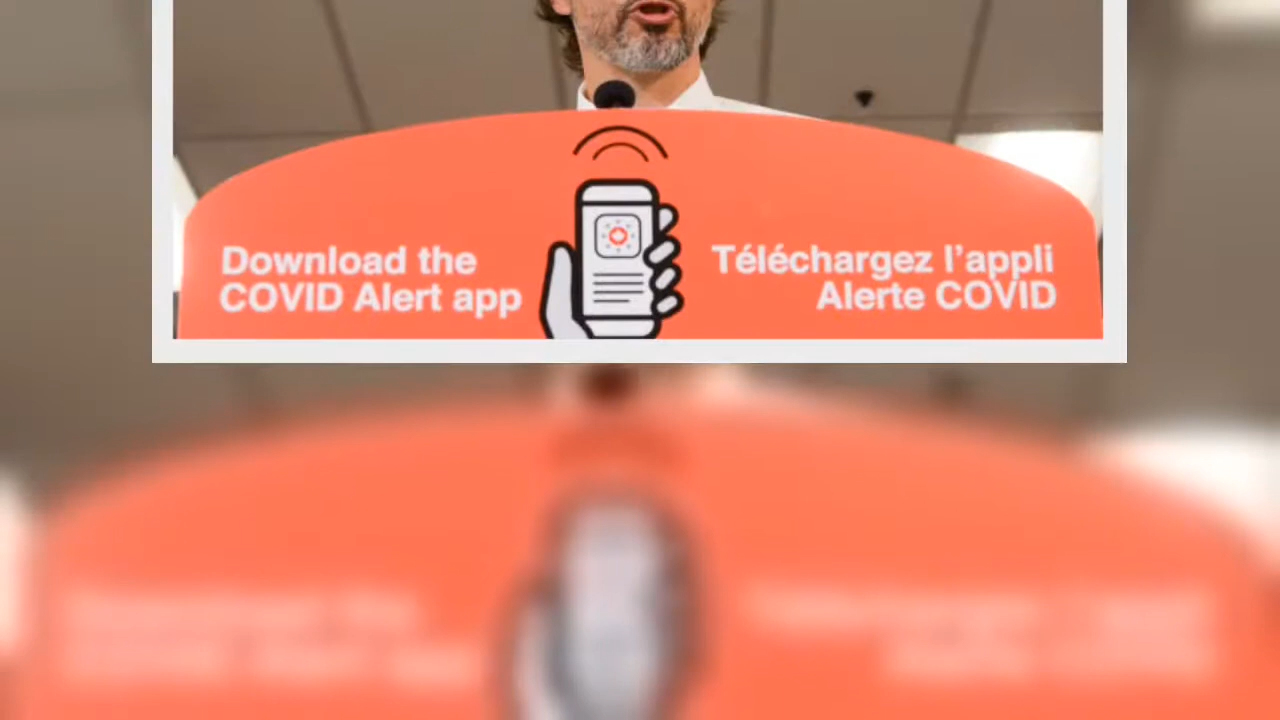 Download the
COVID Alert app
Téléchargez l'appli
Alerte COVID